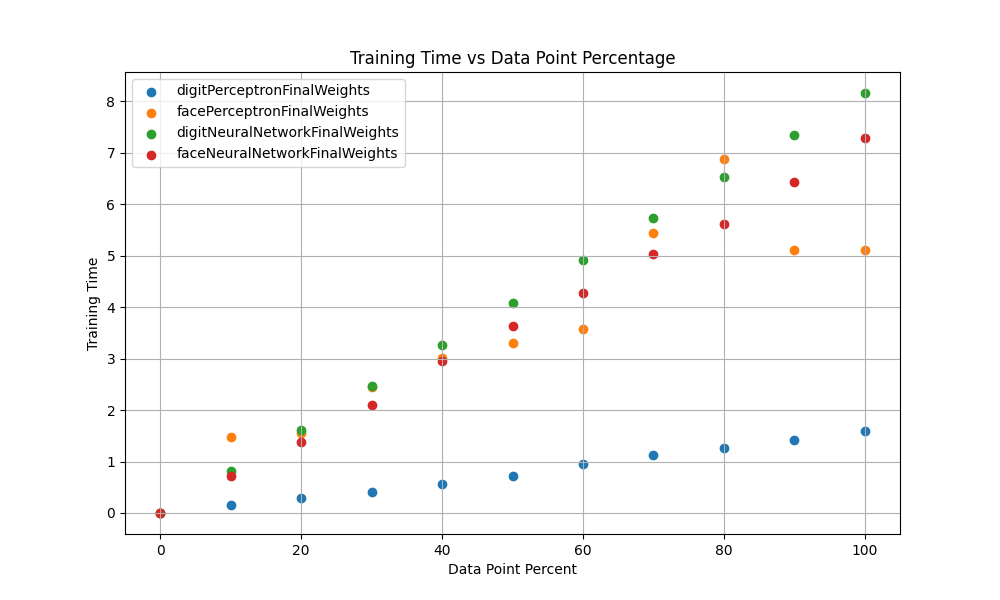 Training Time vs Data Point Percentage
digitPerceptronFinalWeights
facePerceptronFinalWeights
digitNeuralNetworkFinalWeights
faceNeuralNetworkFinalWeights
Training Time
8
7
6
5
4
3
2
1
0
0 20 40 60 80 100
Data Point Percent